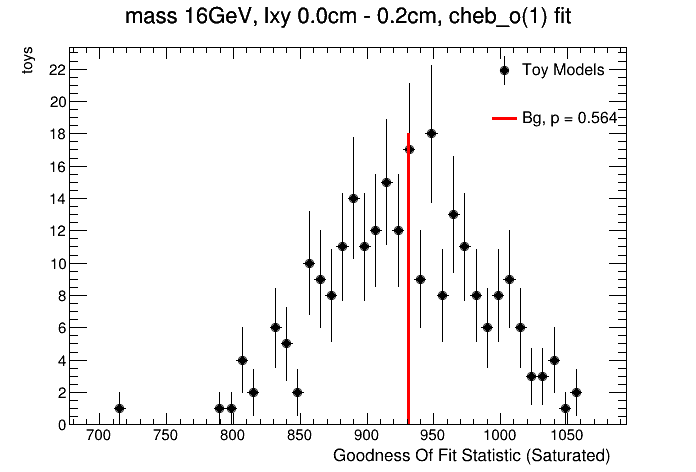 mass 16GeV, lxy 0.0cm - 0.2cm, cheb_o(1) fit
toys
Toy Models
Bg, p = 0.564
22
20
18
16
14
12
10
8
6
4
2
0
700 750 800 850 900 950 1000 1050
Goodness Of Fit Statistic (Saturated)